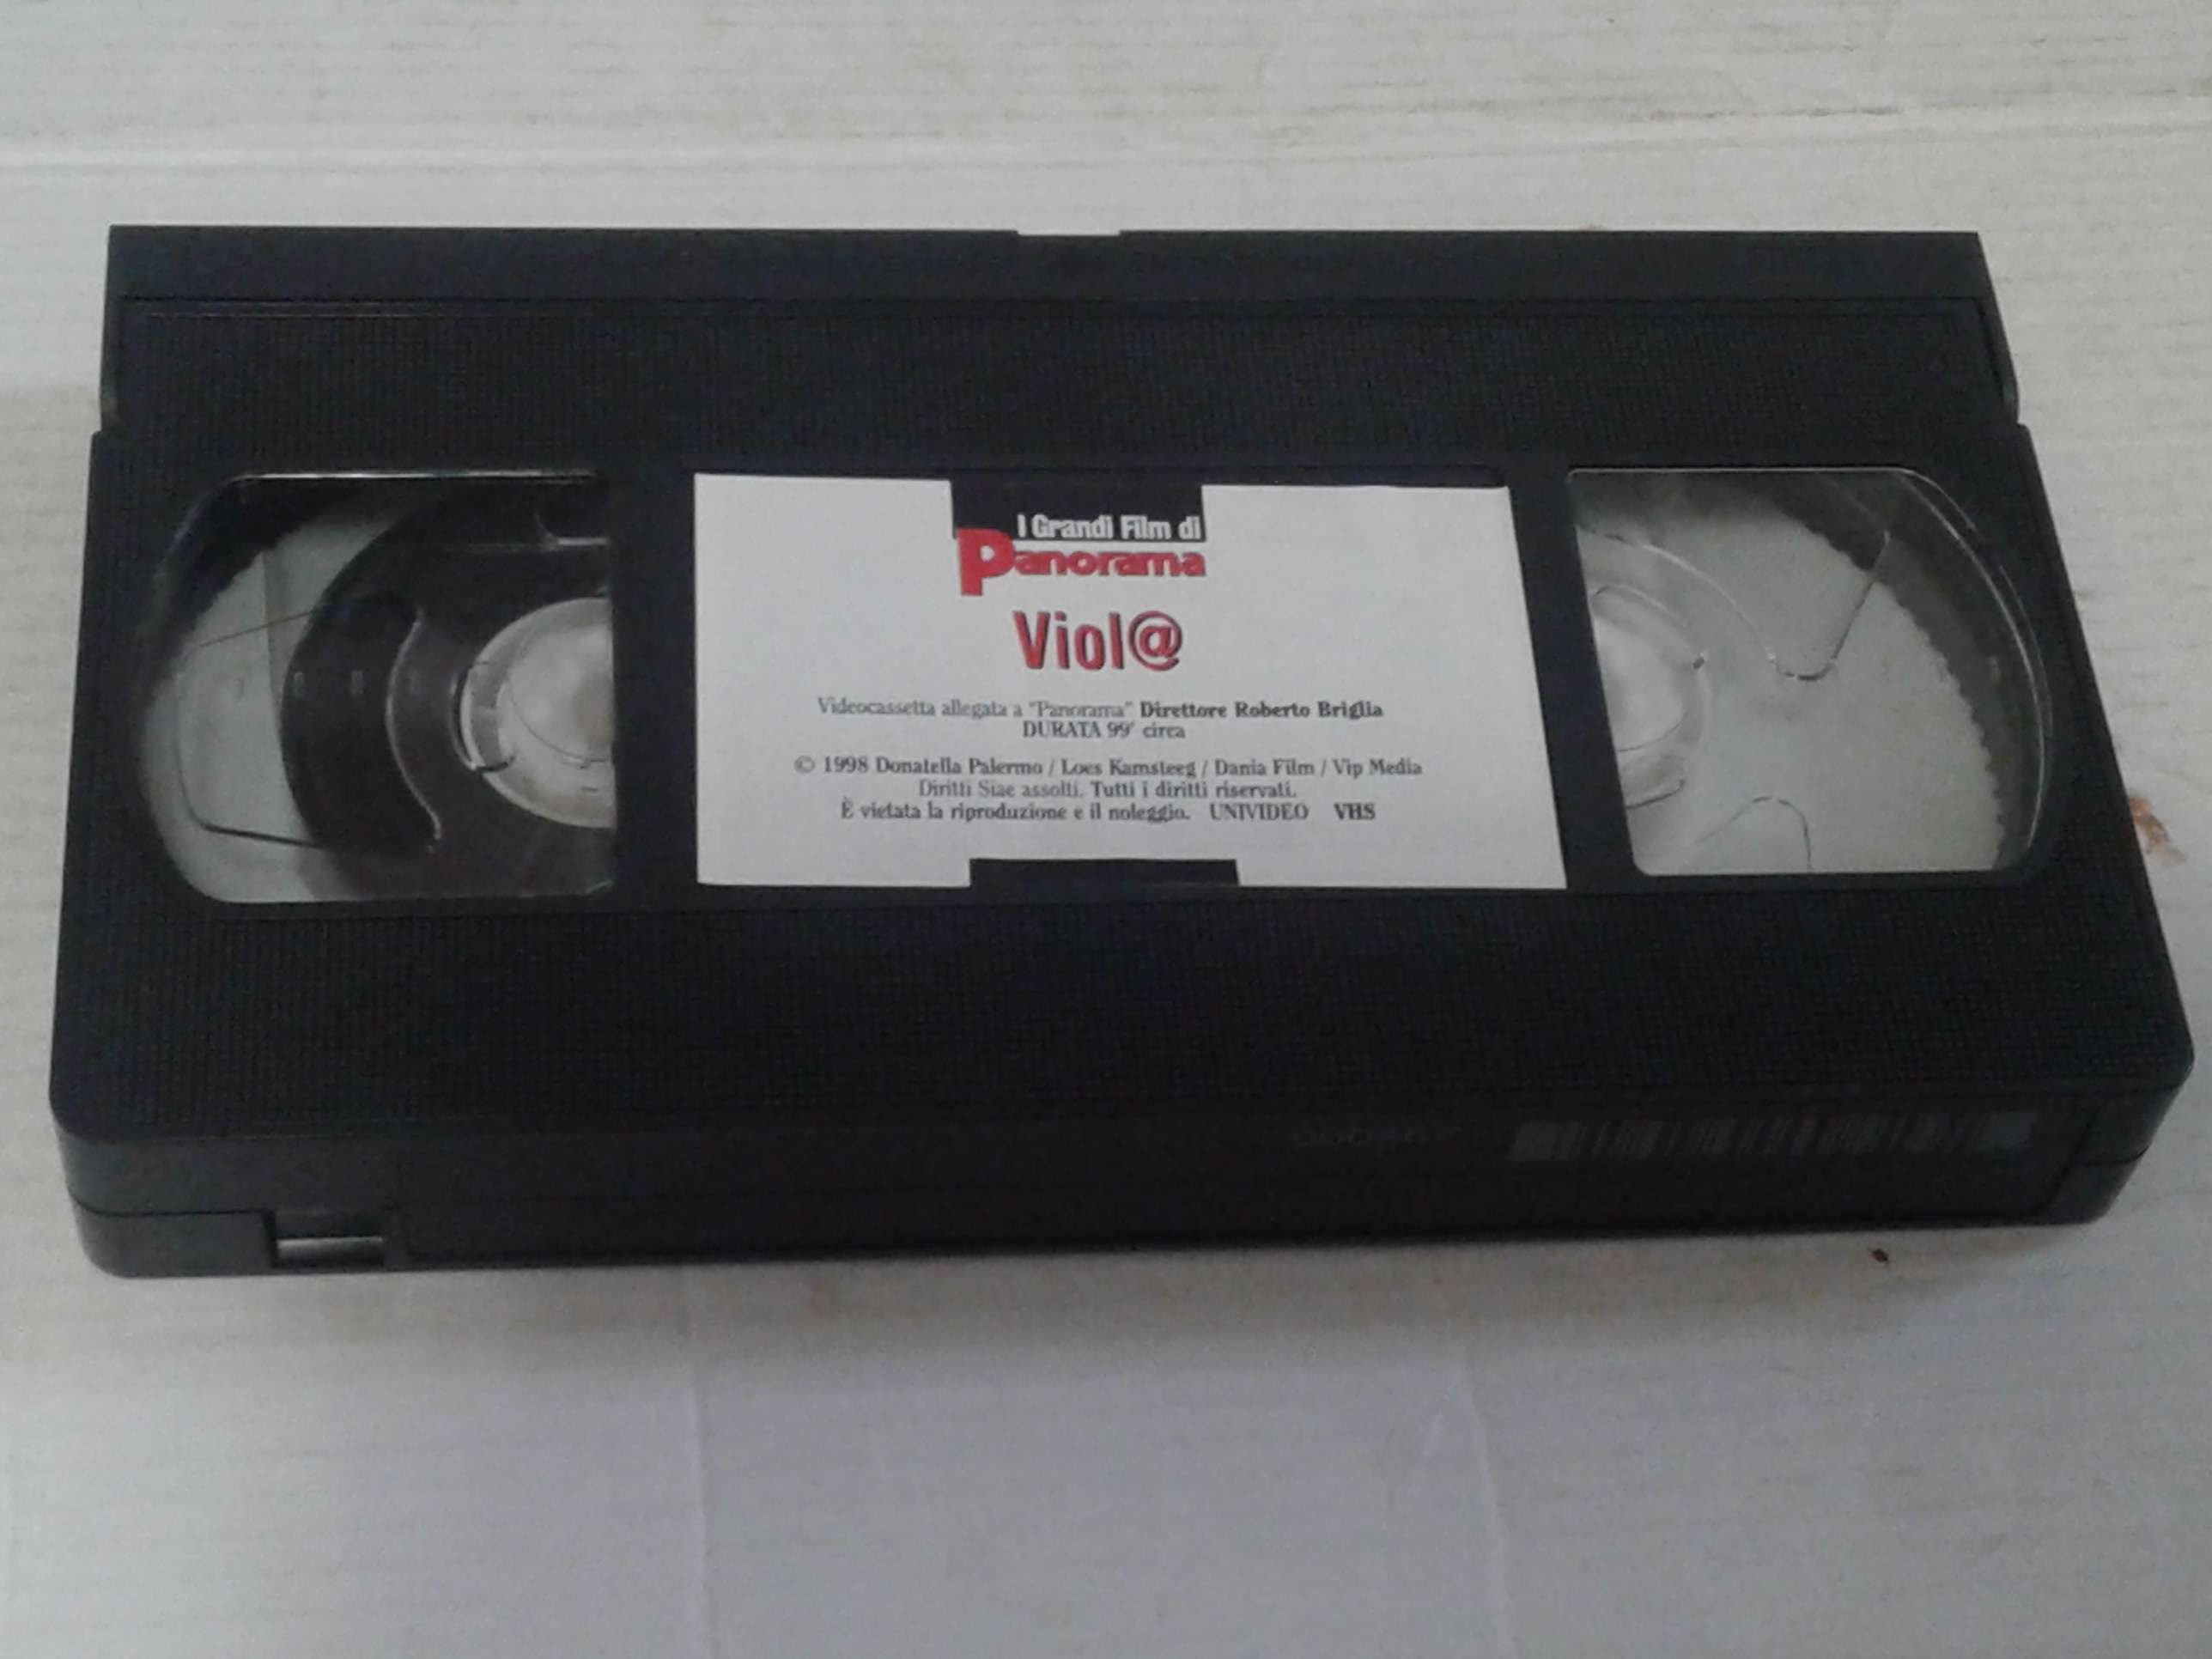 I Grandi Film di
Panorama
Viol@
Videocassetta allegata a "Panorama" Direttore Roberto Briglia
DURATA 99' circa
© 1998 Donatella Palermo / Loes Kamsteeg / Dania Film / Vip Media
Diritti Siae assolti. Tutti i diritti riservati.
È vietata la riproduzione e il noleggio. UNIVIDEO VHS